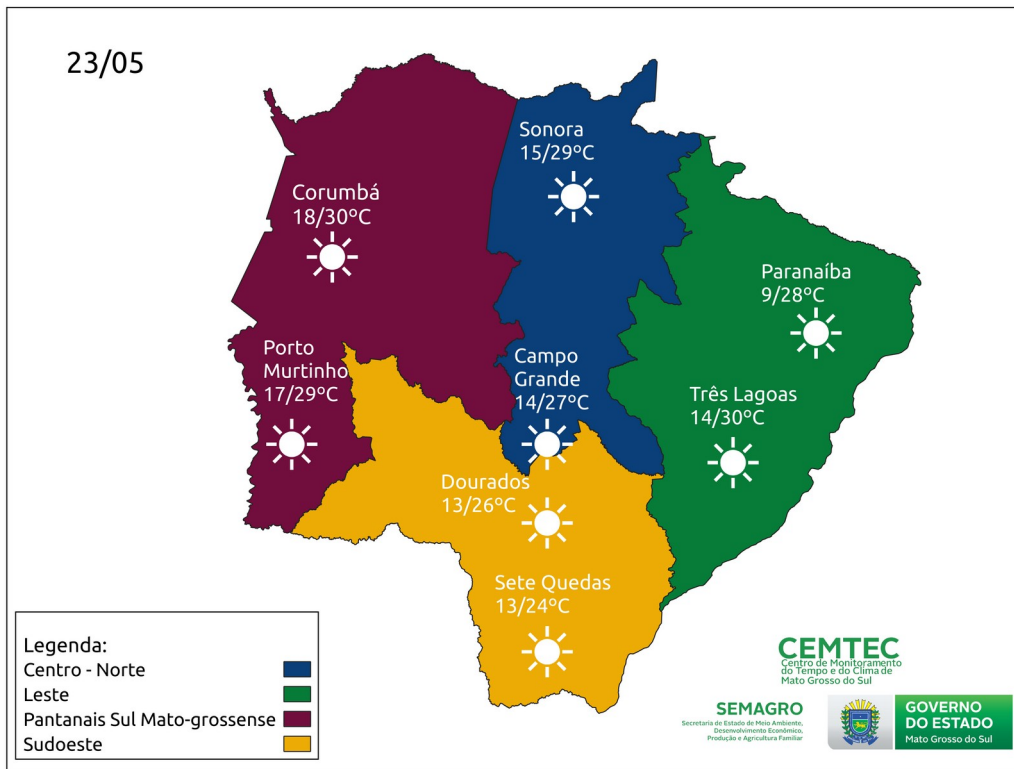 23/05
Sonora
15/29ºC
Corumbá
18/30ºC
Paranaíba
9/28ºC
Porto
Murtinho
17/29ºC
Campo
Grande
14/27ºC
Três Lagoas
14/30ºC
Dourados
13/26ºC
Sete Quedas
13/24ºC
Legenda:
Centro - Norte
Leste
Pantanais Sul Mato-grossense
Sudoeste
CEMTEC
Centro de Monitoramento
do Tempo e do Clima de
Mato Grosso do Sul
SEMAGRO
Secretaria de Estado de Meio Ambiente,
Desenvolvimento Econômico,
Produção e Agricultura Familiar
GOVERNO
DO ESTADO
Mato Grosso do Sul